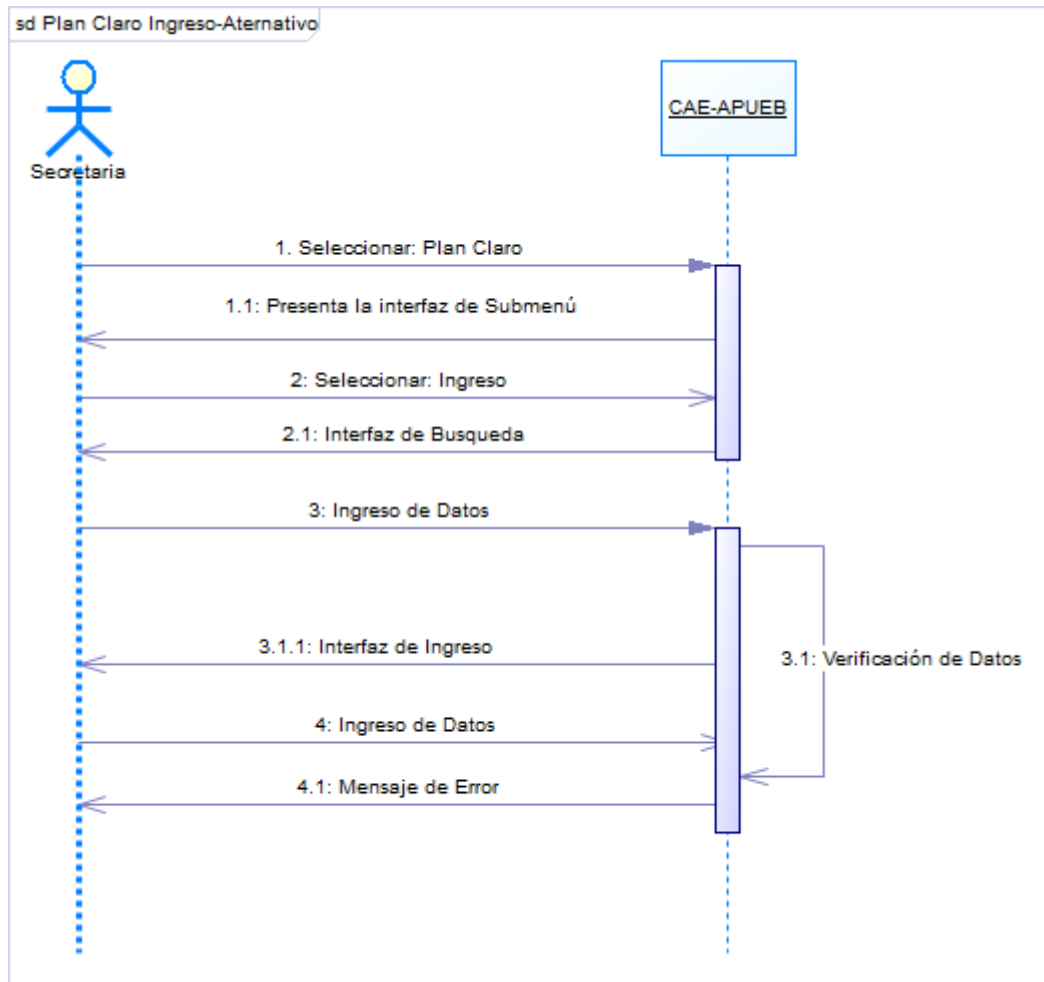 sd Plan Claro Ingreso-Aternativo
CAE-APUEB
Secretaria
1. Seleccionar: Plan Claro
1.1: Presenta la interfaz de Submenú
2: Seleccionar: Ingreso
2.1: Interfaz de Busqueda
3: Ingreso de Datos
3.1.1: Interfaz de Ingreso
3.1: Verificación de Datos
4: Ingreso de Datos
4.1: Mensaje de Error